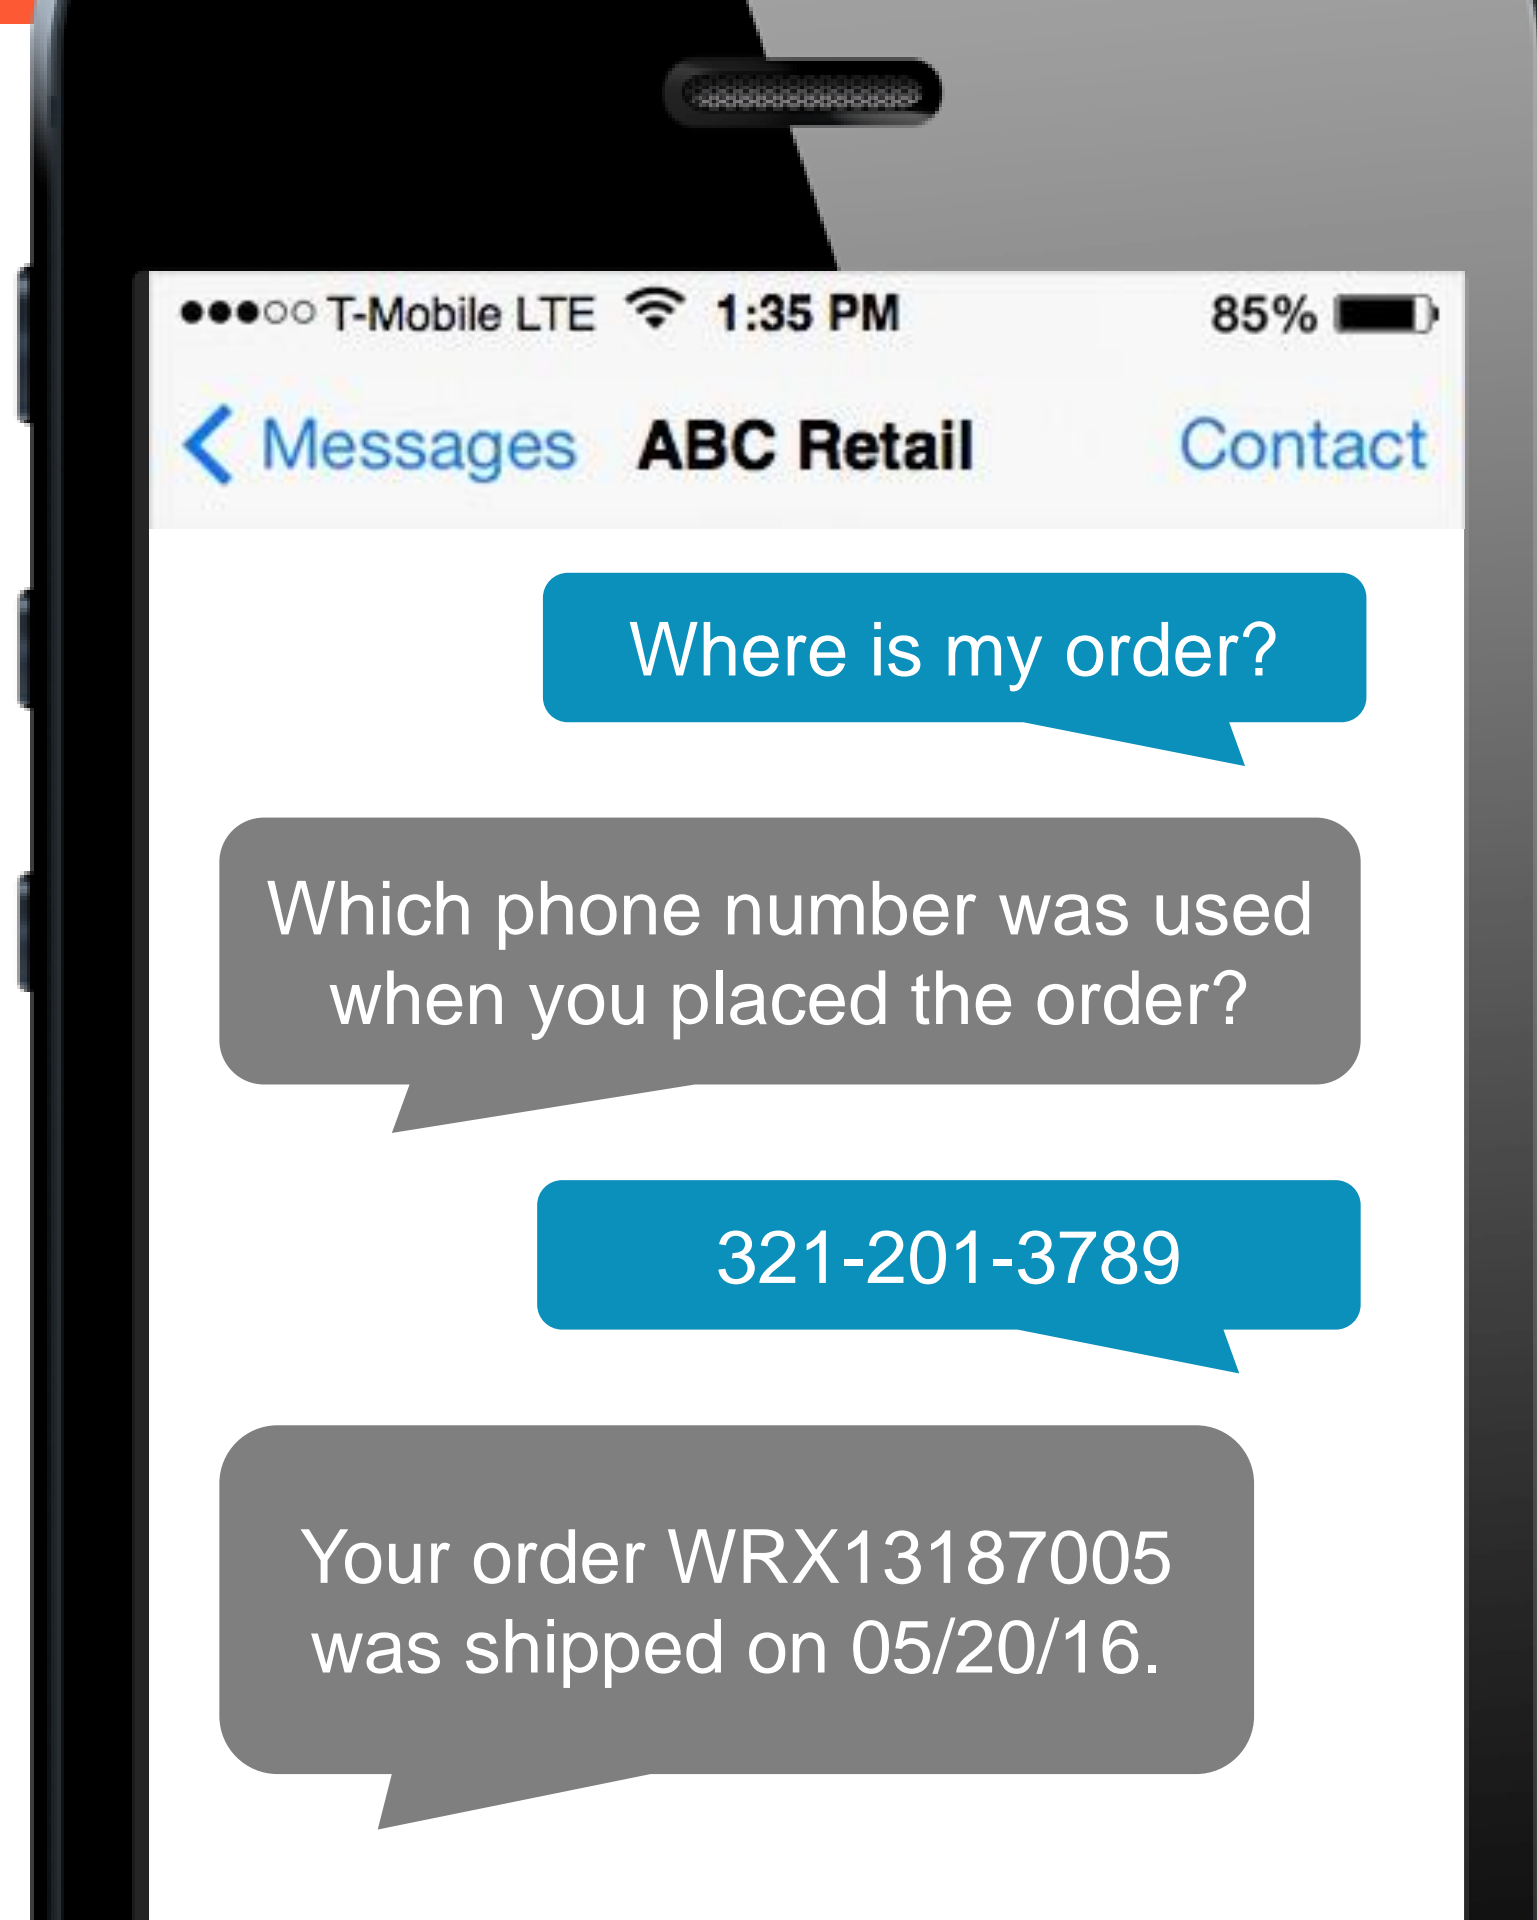 T-Mobile LTE 1:35 PM 85%
Messages ABC Retail Contact
Where is my order?
Which phone number was used
when you placed the order?
321-201-3789
Your order WRX13187005
was shipped on 05/20/16.